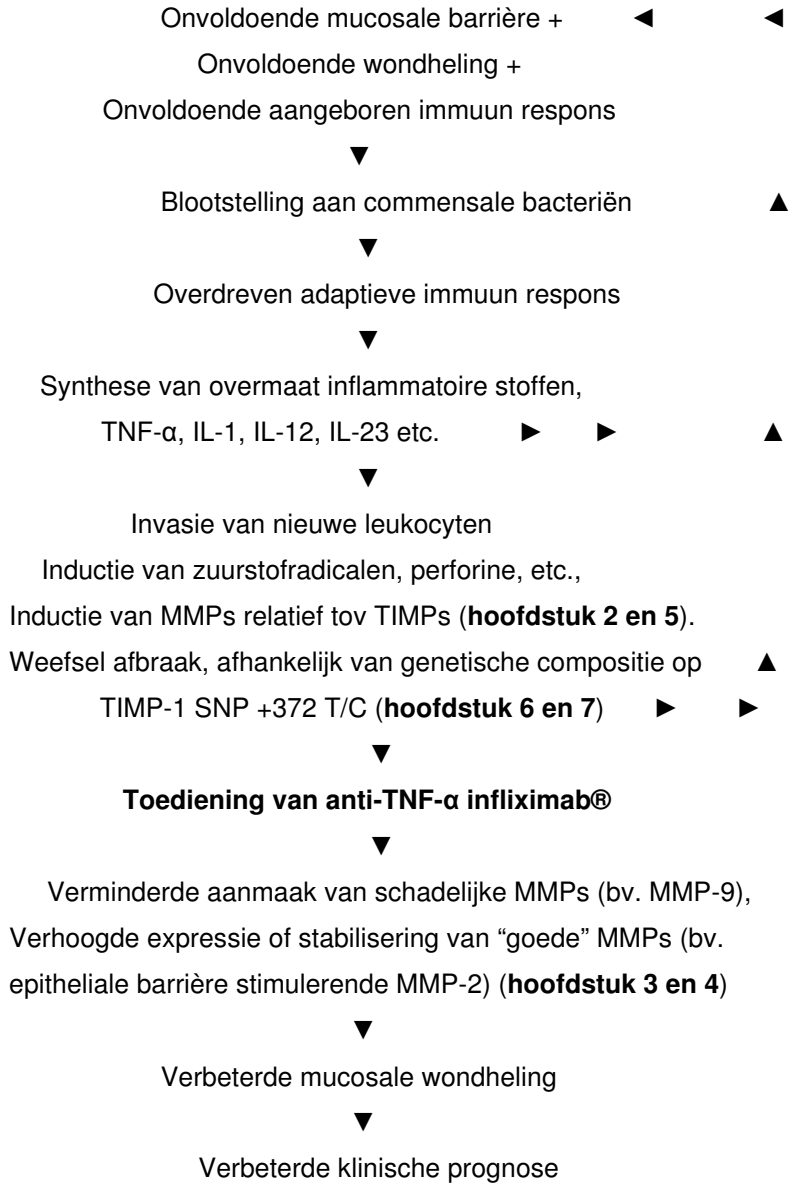 Onvoldoende mucosale barrière + ◄ ◄
Onvoldoende wondheling +
Onvoldoende aangeboren immuun respons
▼
Blootstelling aan commensale bacteriën ▲
▼
Overdreven adaptieve immuun respons
▼
Synthese van overmaat inflammatoire stoffen,
TNF-α, IL-1, IL-12, IL-23 etc. ► ► ▲
▼
Invasie van nieuwe leukocyten
Inductie van zuurstofradicalen, perforine, etc.,
Inductie van MMPs relatief tov TIMPs (hoofdstuk 2 en 5).
Weefsel afbraak, afhankelijk van genetische compositie op ▲
TIMP-1 SNP +372 T/C (hoofdstuk 6 en 7) ► ►
▼
Toediening van anti-TNF-α infliximab®
▼
Verminderde aanmaak van schadelijke MMPs (bv. MMP-9),
Verhoogde expressie of stabilisering van “goede” MMPs (bv.
epitheliale barrière stimulerende MMP-2) (hoofdstuk 3 en 4)
▼
Verbeterde mucosale wondheling
▼
Verbeterde klinische prognose